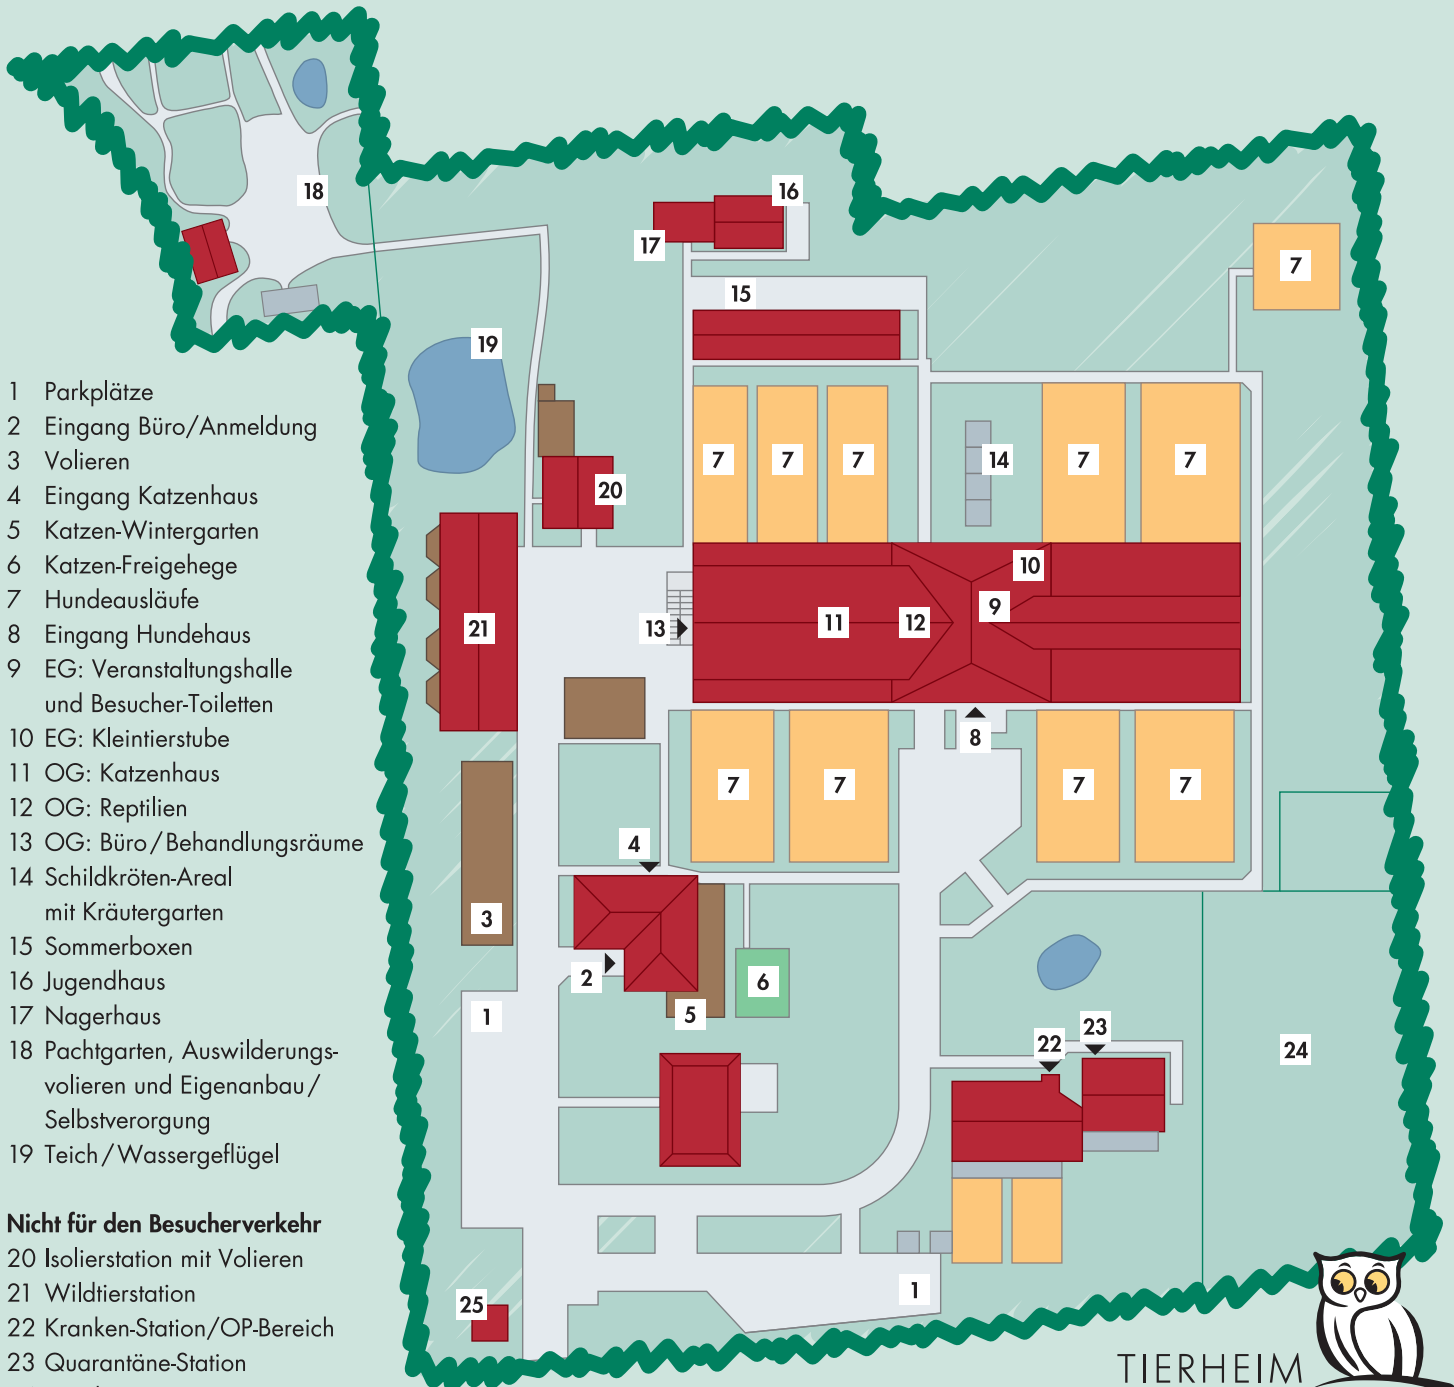 1 Parkplätze
2 Eingang Büro/Anmeldung
3 Volieren
4 Eingang Katzenhaus
5 Katzen-Wintergarten
6 Katzen-Freigehege
7 Hundeausläufe
8 Eingang Hundehaus
9 EG: Veranstaltungshalle
und Besucher-Toiletten
10 EG: Kleintierstube
11 OG: Katzenhaus
12 OG: Reptilien
13 OG: Büro/Behandlungsräume
14 Schildkröten-Areal
mit Kräutergarten
15 Sommerboxen
16 Jugendhaus
17 Nagerhaus
18 Pachtgarten, Auswilderungs-
volieren und Eigenanbau/
Selbstverorgung
19 Teich/Wassergeflügel
Nicht für den Besucherverkehr
20 Isolierstation mit Volieren
21 Wildtierstation
22 Kranken-Station/OP-Bereich
23 Quarantäne-Station
18
16
17
7
15
19
7
7
7
14
7
7
20
10
9
11
12
13
21
8
7
7
7
7
4
3
2
6
5
1
23
22
24
1
25
TIERHEIM